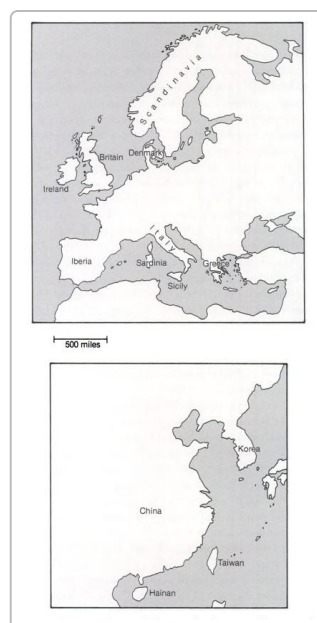 Scandinavia
Denmark
Britain
Ireland
Italy
Iberia
Sardinia
Greece
Sicily
500 miles
Korea
China
Taiwan
Hainan